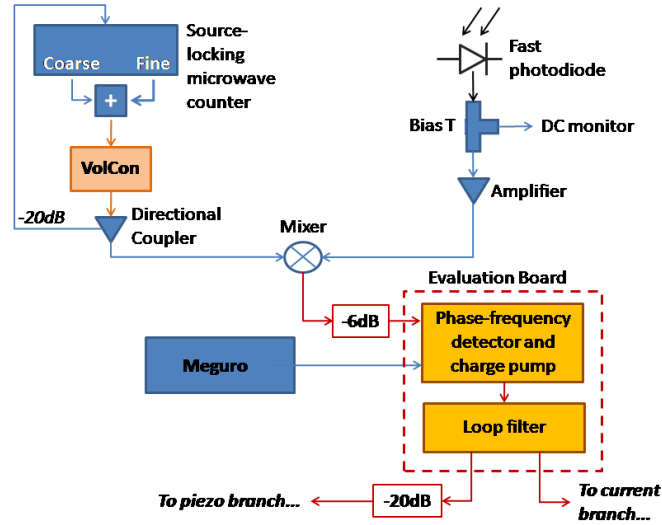 Source-
locking
microwave
counter
Coarse
Fine
+
VolCon
-20dB
Directional
Coupler
Mixer
Fast
photodiode
Bias T
DC monitor
Amplifier
Evaluation Board
-6dB
Phase-frequency
detector and
charge pump
Meguro
Loop filter
To piezo branch...
-20dB
To current
branch...